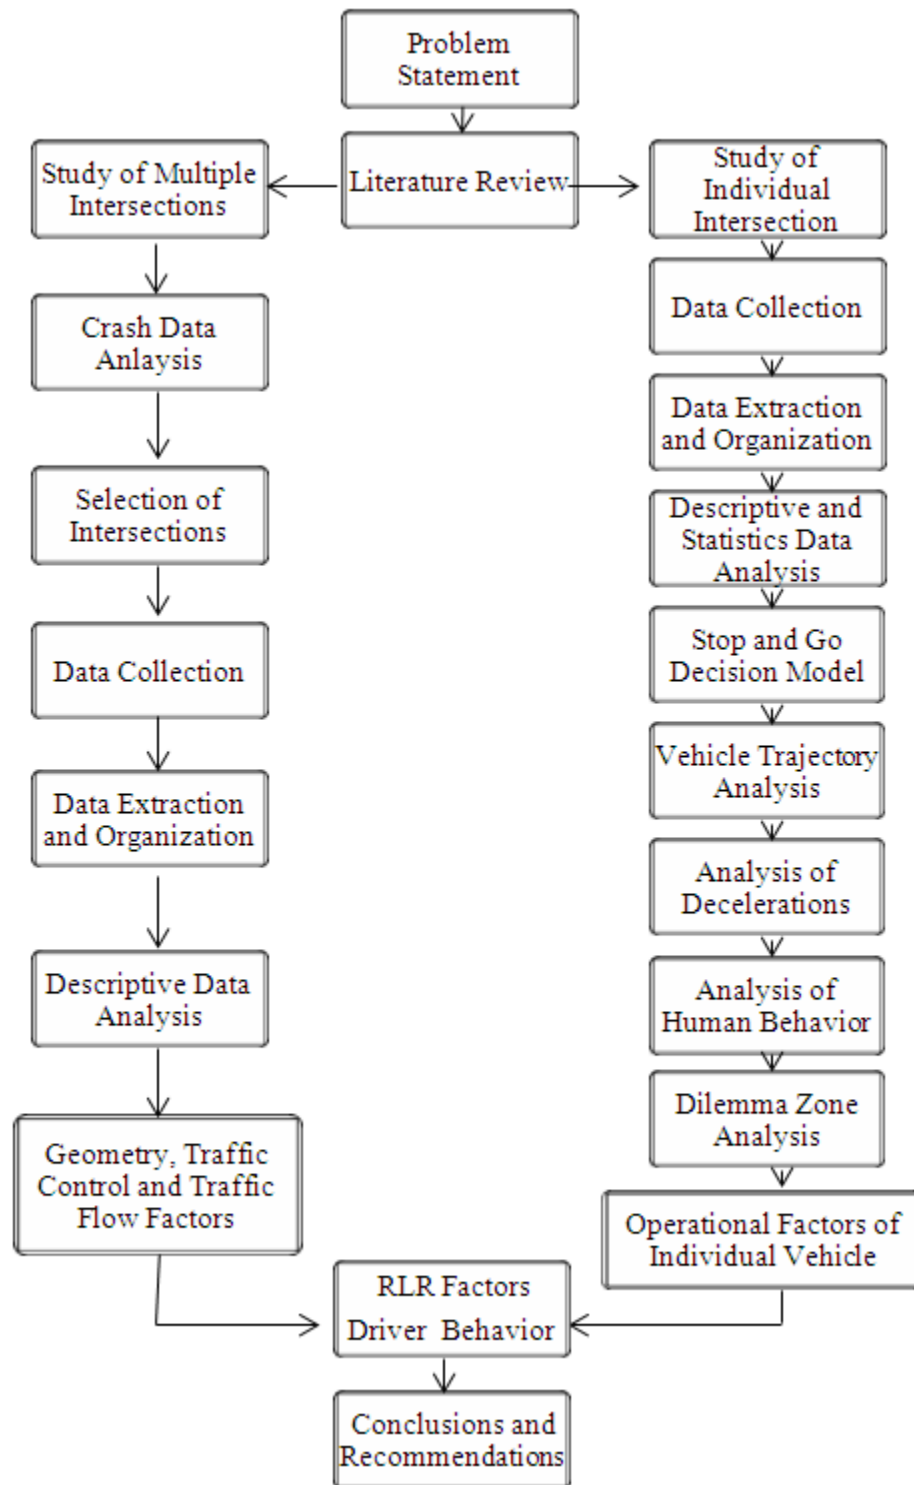 Problem
Statement
Literature Review
Study of Multiple
Intersections
Crash Data
Anlaysis
Selection of
Intersections
Data Collection
Data Extraction
and Organization
Descriptive Data
Analysis
Geometry, Traffic
Control and Traffic
Flow Factors
Study of
Individual
Intersection
Data Collection
Data Extraction
and Organization
Descriptive and
Statistics Data
Analysis
Stop and Go
Decision Model
Vehicle Trajectory
Analysis
Analysis of
Decelerations
Analysis of
Human Behavior
Dilemma Zone
Analysis
Operational Factors of
Individual Vehicle
RLR Factors
Driver Behavior
Conclusions and
Recommendations